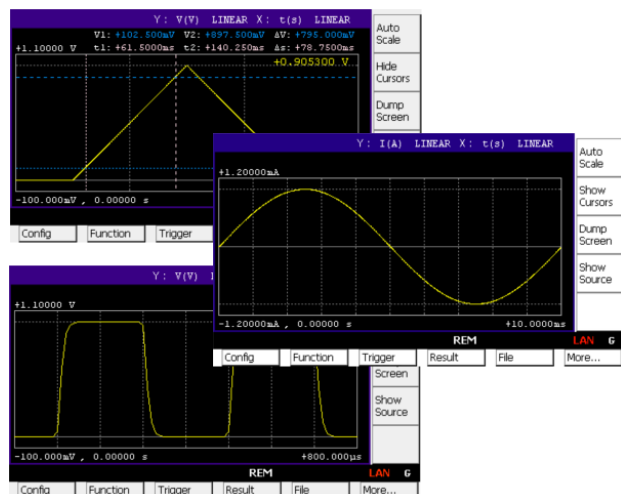 Y: V(V) LINEAR X: t(s) LINEAR
V1: +102.500mV V2: +897.500mV ΔV: +795.000mV
+1.10000 V t1: +61.5000ms t2: +140.250ms Δs: +78.7500ms
+0.905300 V
-100.000mV , 0.00000 s
Auto
Scale
Hide
Cursors
Dump
Screen
Config Function Trigger
Y: I(A) LINEAR X: t(s) LINEAR
+1.20000mA
-1.20000mA , 0.00000 s +10.0000ms
Auto
Scale
Show
Cursors
Dump
Screen
Show
Source
REM LAN G
Config Function Trigger Result File More...
Y: V(V)
+1.10000 V
-100.000mV , 0.00000 s +800.000µs
Screen
Show
Source
REM LAN G
Config Function Trigger Result File More...